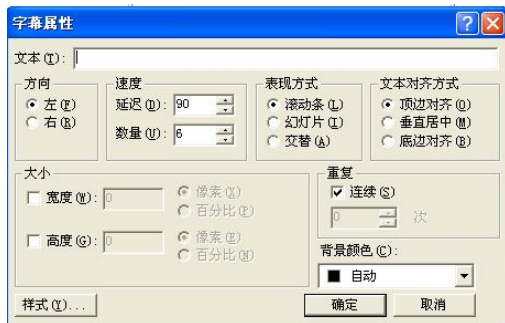 字幕属性
文本(T):
方向 速度 表现方式 文本对齐方式
左(F) 延迟(D): 90 滚动条(L) 顶边对齐(O)
右(R) 幻灯片(I) 垂直居中(M)
数量(U): 6 交替(A) 底边对齐(B)
大小 重复
宽度(W): 0 像素(X) 连续(S)
百分比(P) 0 次
高度(G): 0 像素(E)
百分比(N) 背景颜色(C):
自动
样式(Y)... 确定 取消